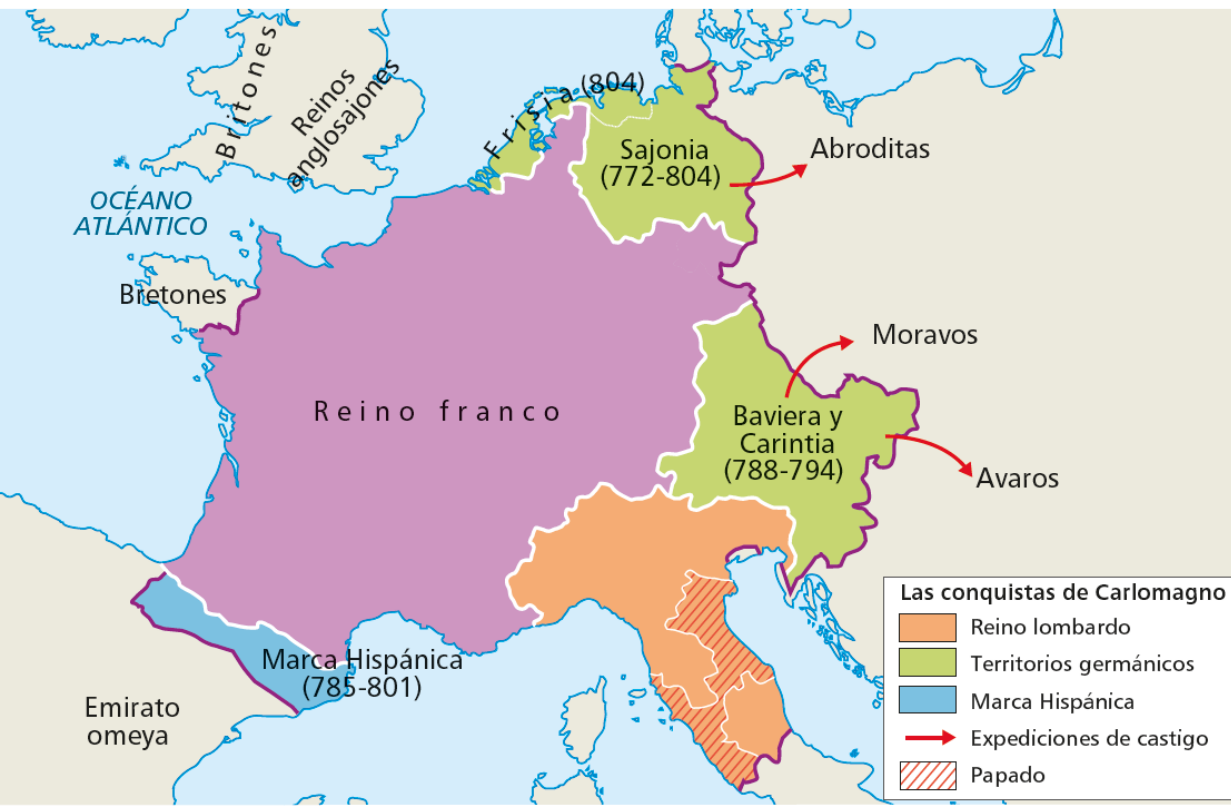 Britones
Reinos
anglosajones
Frisia (804)
OCÉANO
ATLÁNTICO
Sajonia
(772-804)
Abroditas
Bretones
Moravos
Reino franco
Baviera y
Carintia
(788-794)
Avaros
Marca Hispánica
(785-801)
Emirato
omeya
Las conquistas de Carlomagno
Reino lombardo
Territorios germánicos
Marca Hispánica
Expediciones de castigo
Papado